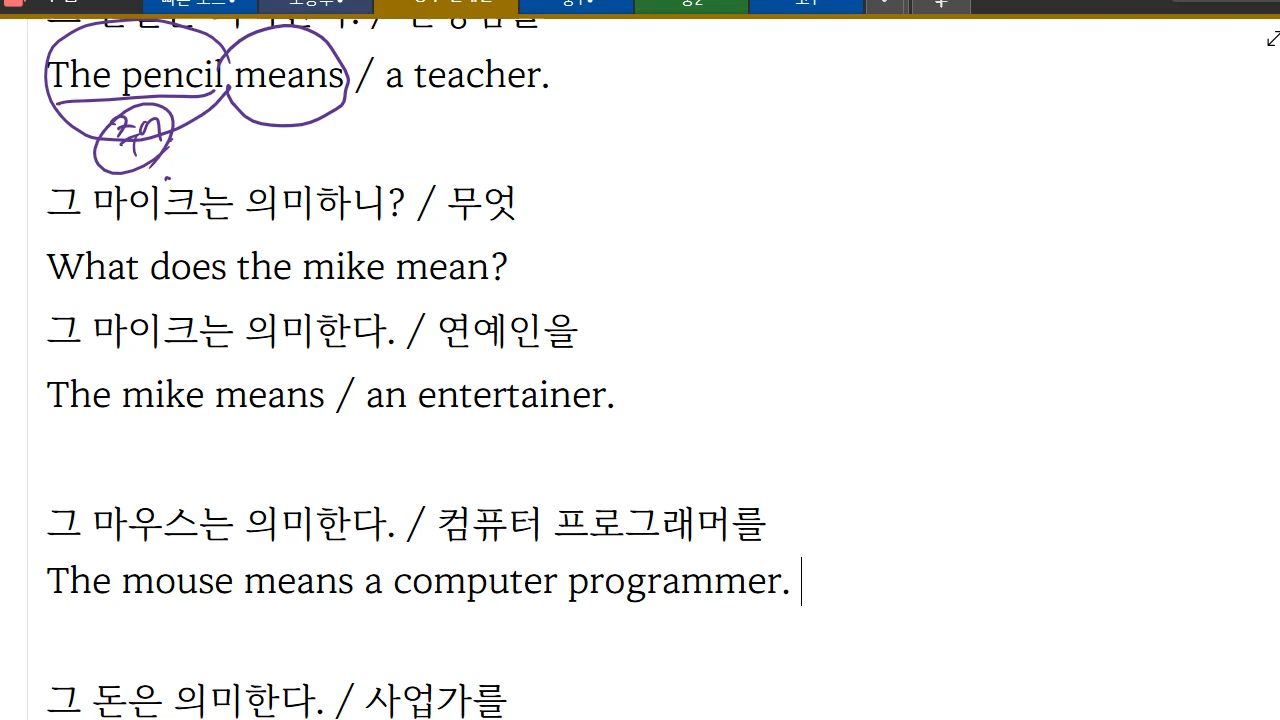 The pencil means / a teacher.
주어
그 마이크는 의미하니? / 무엇
What does the mike mean?
그 마이크는 의미한다. / 연예인을
The mike means / an entertainer.
그 마우스는 의미한다. / 컴퓨터 프로그래머를
The mouse means a computer programmer.
그 돈은 의미한다. / 사업가를